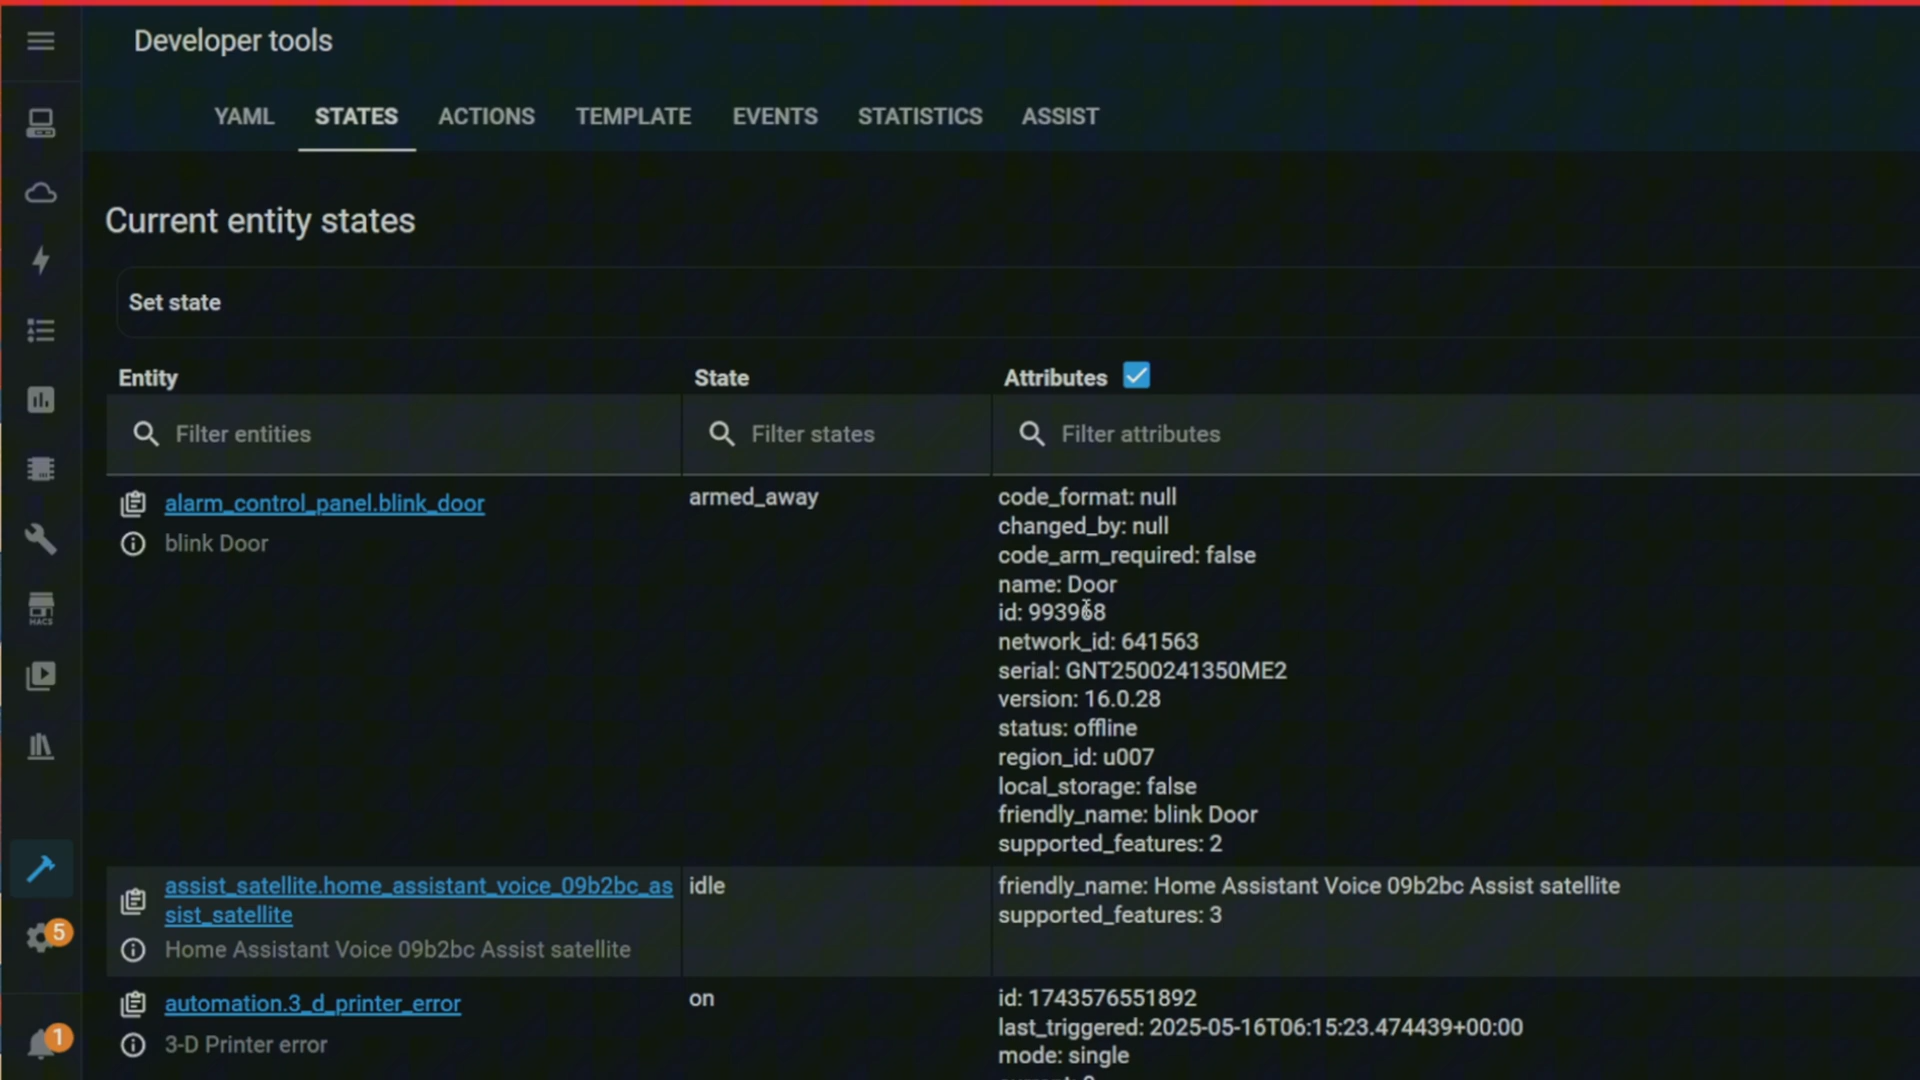 Developer tools
YAML STATES ACTIONS TEMPLATE EVENTS STATISTICS ASSIST
Current entity states
Set state
Entity State Attributes
Filter entities Filter states Filter attributes
alarm_control_panel.blink_door armed_away code_format: null
blink Door changed_by: null
code_arm_required: false
name: Door
id: 993968
network_id: 641563
serial: GNT2500241350ME2
version: 16.0.28
status: offline
region_id: u007
local_storage: false
friendly_name: blink Door
supported_features: 2
assist_satellite.home_assistant_voice_09b2bc_as idle friendly_name: Home Assistant Voice 09b2bc Assist satellite
sist_satellite supported_features: 3
Home Assistant Voice 09b2bc Assist satellite
automation.3_d_printer_error on id: 1743576551892
last_triggered: 2025-05-16T06:15:23.474439+00:00
3-D Printer error mode: single
HACS
5
1